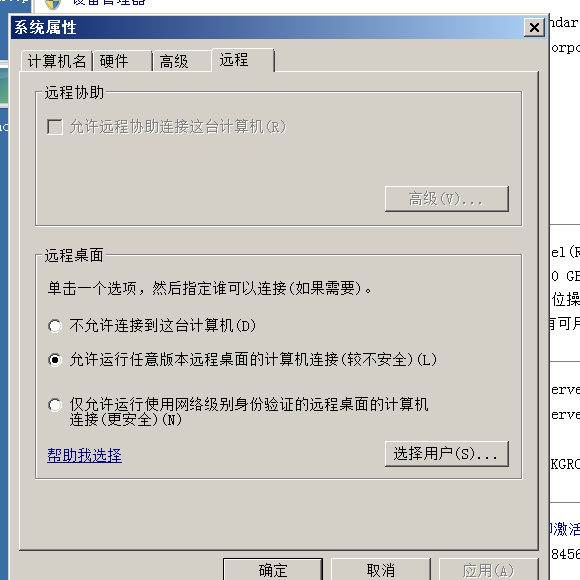 设备管理器
系统属性
计算机名
硬件
高级
远程
远程协助
允许远程协助连接这台计算机(R)
高级(V)...
远程桌面
单击一个选项，然后指定谁可以连接(如果需要)。
不允许连接到这台计算机(D)
允许运行任意版本远程桌面的计算机连接(较不安全)(L)
仅允许运行使用网络级别身份验证的远程桌面的计算机
连接(更安全)(N)
帮助我选择
选择用户(S)...
确定
取消
应用(A)
ndar
orpo
el(R
0 GE
位操
有可用
erve
erve
KGRO
激活
8456